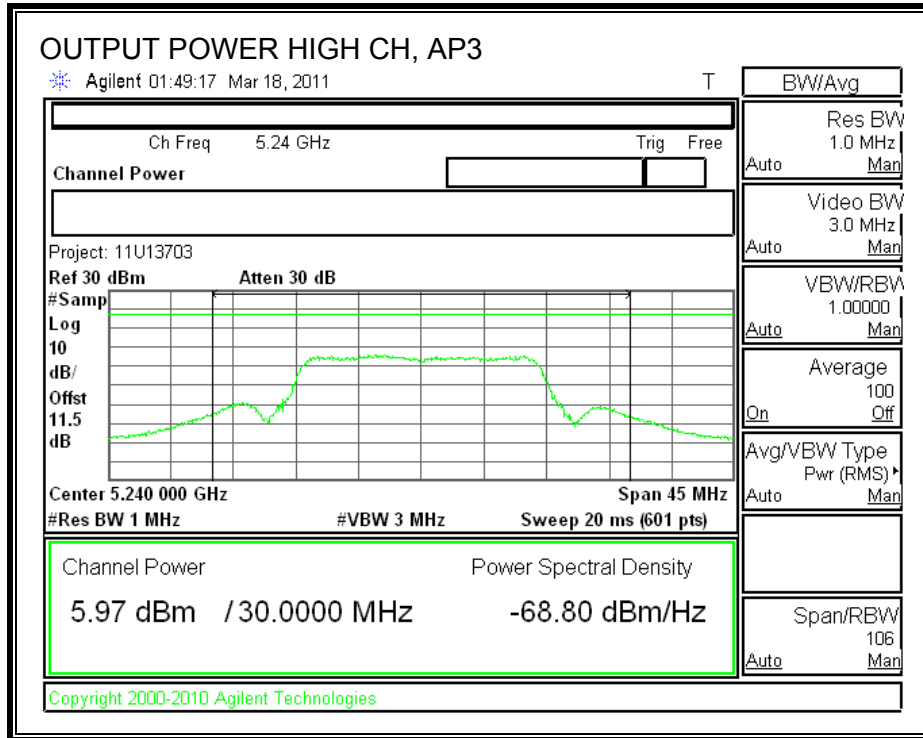 OUTPUT POWER HIGH CH, AP3
Agilent 01:49:17 Mar 18, 2011 T
Ch Freq 5.24 GHz Trig Free
Channel Power
Project: 11U13703
Ref 30 dBm Atten 30 dB
#Samp
Log
10
dB/
Offst
11.5
dB
Center 5.240 000 GHz Span 45 MHz
#Res BW 1 MHz #VBW 3 MHz Sweep 20 ms (601 pts)
Channel Power Power Spectral Density
5.97 dBm / 30.0000 MHz -68.80 dBm/Hz
Copyright 2000-2010 Agilent Technologies
BW/Avg
Res BW
1.0 MHz
Auto Man
Video BW
3.0 MHz
Auto Man
VBW/RBW
1.00000
Auto Man
Average
100
On Off
Avg/VBW Type
Pwr (RMS)
Auto Man
Span/RBW
106
Auto Man